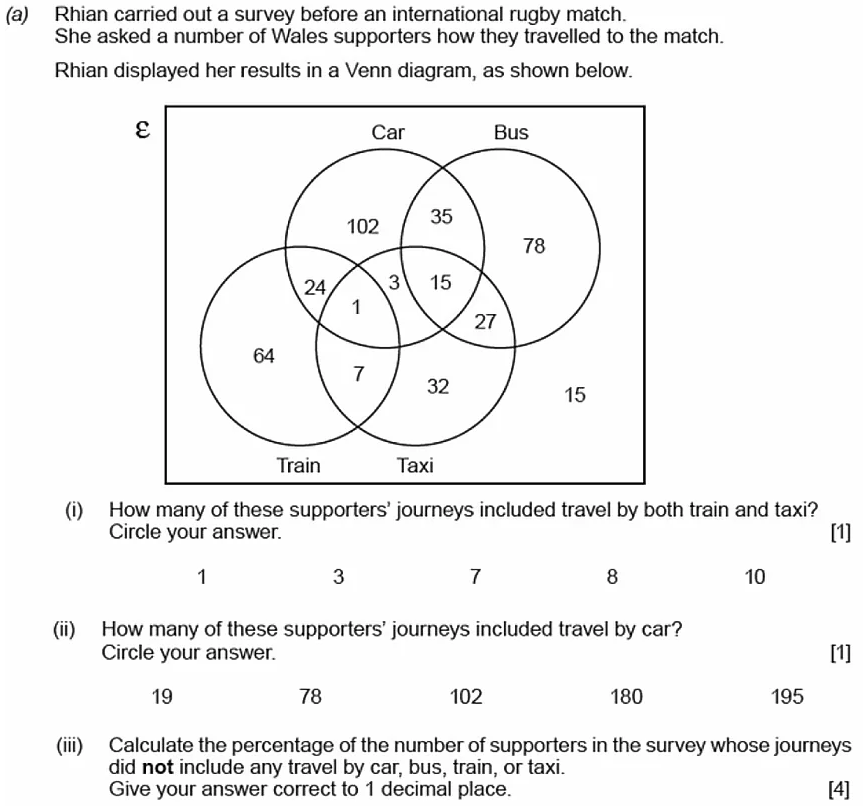 (a) Rhian carried out a survey before an international rugby match.
She asked a number of Wales supporters how they travelled to the match.
Rhian displayed her results in a Venn diagram, as shown below.
ε
Car Bus
102 35 78
24 3 15
1 27
64 7 32 15
Train Taxi
(i) How many of these supporters' journeys included travel by both train and taxi?
Circle your answer. [1]
1 3 7 8 10
(ii) How many of these supporters' journeys included travel by car?
Circle your answer. [1]
19 78 102 180 195
(iii) Calculate the percentage of the number of supporters in the survey whose journeys
did not include any travel by car, bus, train, or taxi.
Give your answer correct to 1 decimal place. [4]